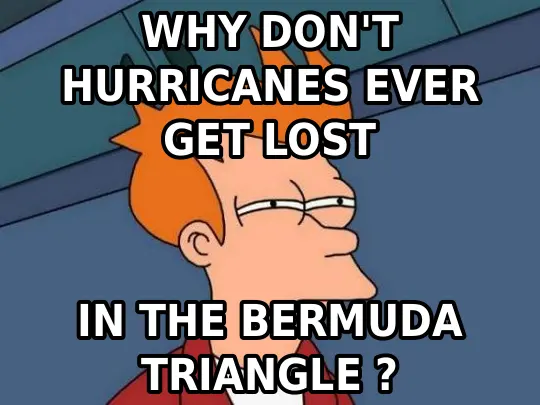 WHY DON'T
HURRICANES EVER
GET LOST
IN THE BERMUDA
TRIANGLE ?